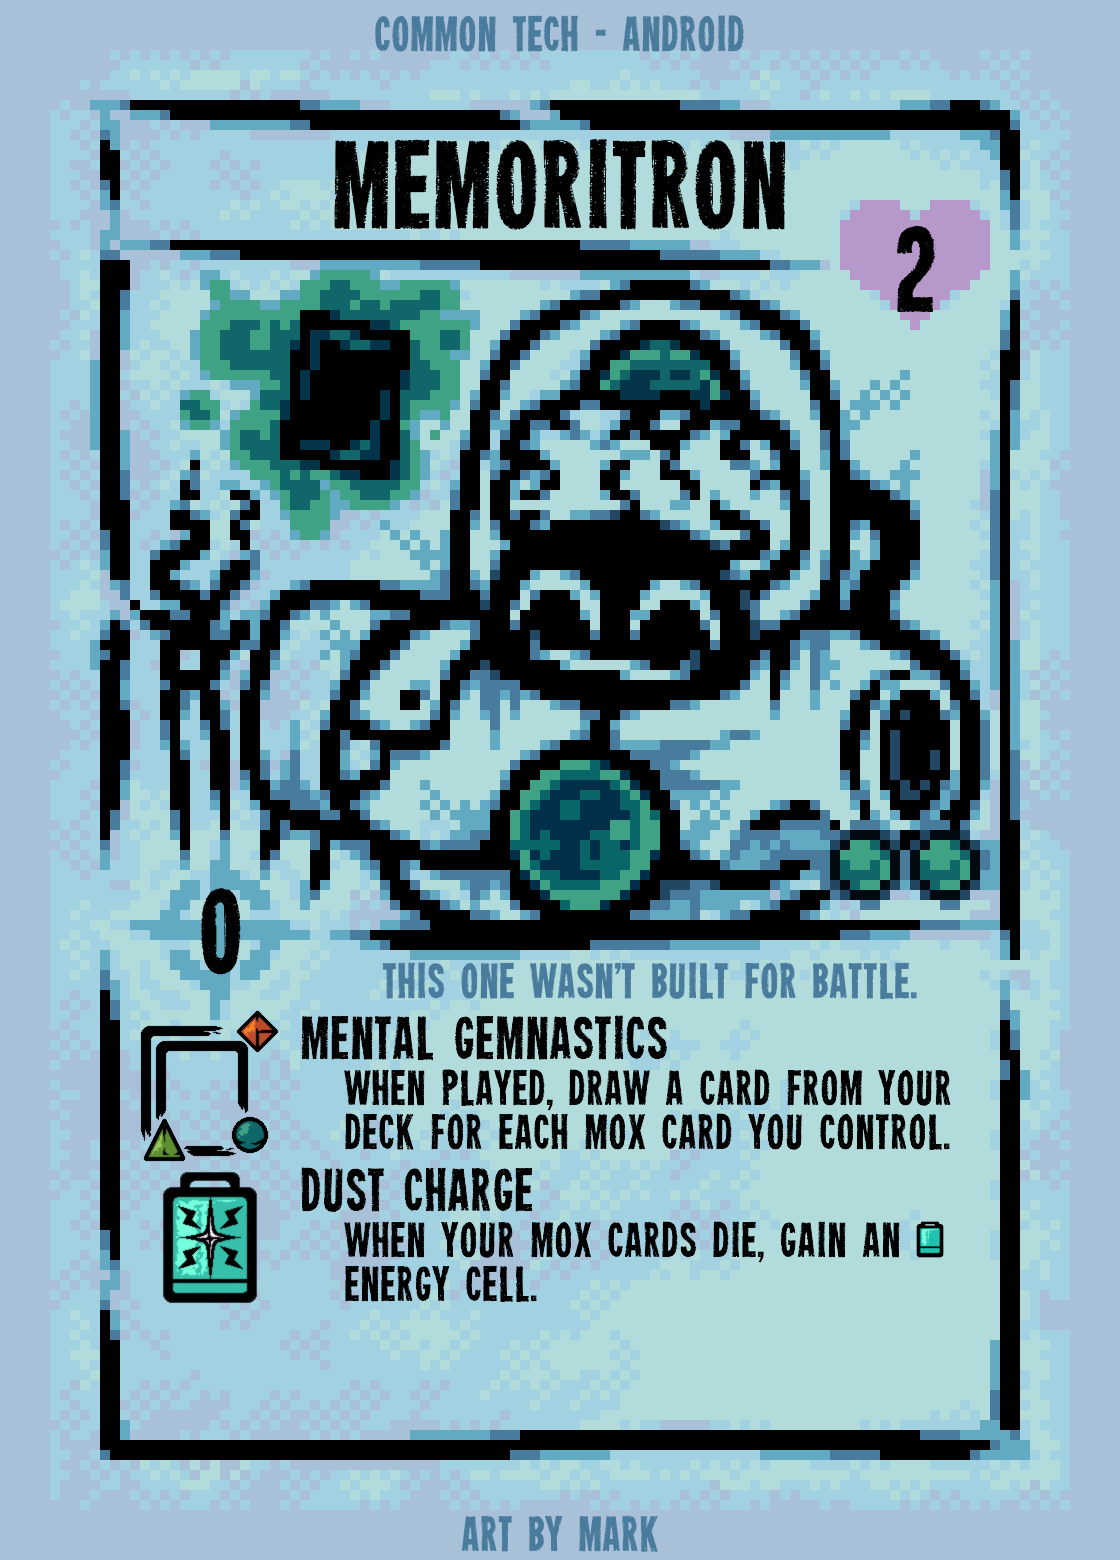 COMMON TECH - ANDROID
MEMORITRON
2
0
THIS ONE WASN'T BUILT FOR BATTLE.
MENTAL GEMNASTICS
WHEN PLAYED, DRAW A CARD FROM YOUR
DECK FOR EACH MOX CARD YOU CONTROL.
DUST CHARGE
WHEN YOUR MOX CARDS DIE, GAIN AN
ENERGY CELL.
ART BY MARK